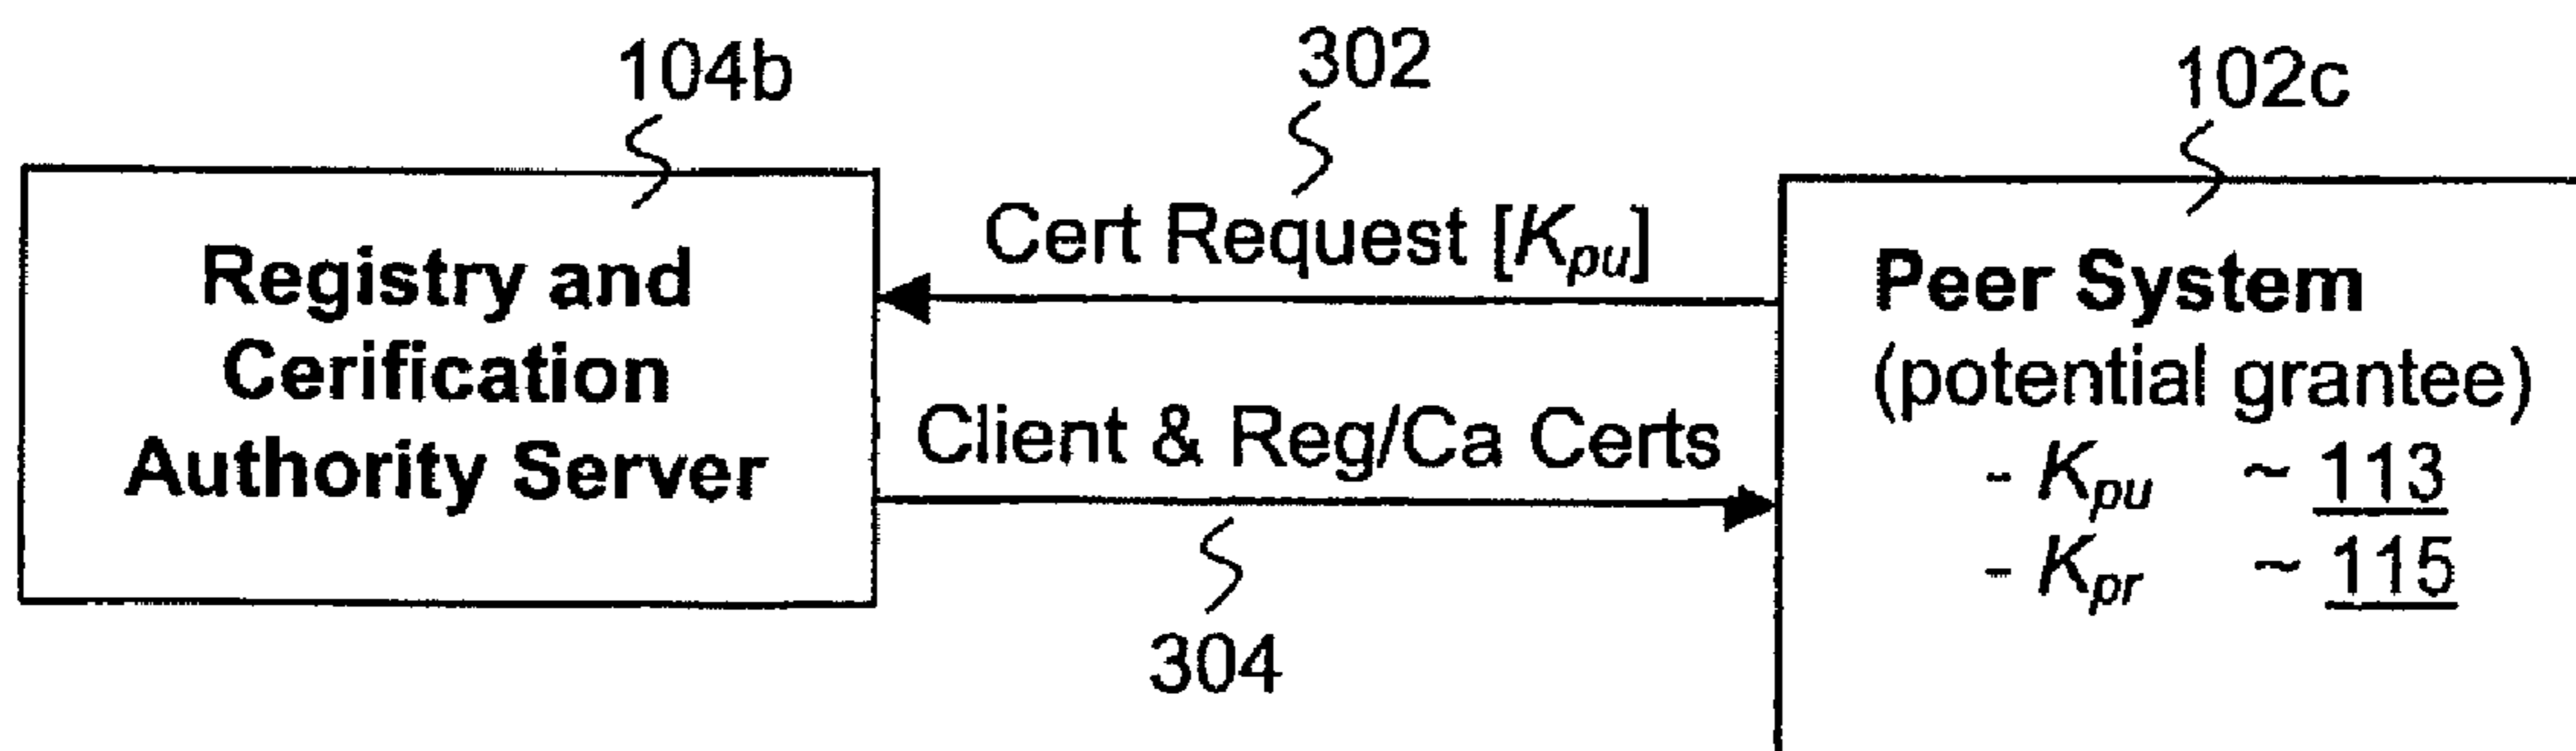 104b
302
102c
Registry and
Cerification
Authority Server
Cert Request [Kpu]
Client & Reg/Ca Certs
304
Peer System
(potential grantee)
- Kpu ~ 113
- Kpr ~ 115